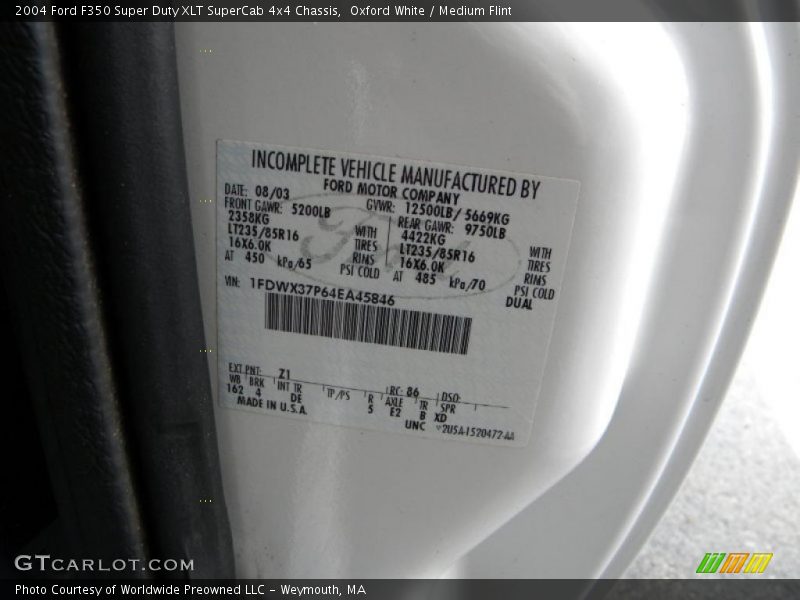 2004 Ford F350 Super Duty XLT SuperCab 4x4 Chassis, Oxford White / Medium Flint
INCOMPLETE VEHICLE MANUFACTURED BY
FORD MOTOR COMPANY
DATE: 08/03 GVWR: 12500LB/ 5669KG
FRONT GAWR: 5200LB REAR GAWR: 9750LB
2358KG WITH 4422KG WITH
LT235/85R16 TIRES LT235/85R16 TIRES
16X6.0K RIMS 16X6.0K RIMS
AT 450 kPa/65 PSI COLD AT 485 kPa/70 PSI COLD
DUAL
VIN: 1FDWX37P64EA45846
EXT PNT: Z1 RC: 86 DSO:
WB BRK INT TR TP/PS R AXLE TR SPR
162 4 DE 5 E2 B XD
MADE IN U.S.A. UNC 2U5A-1520472-AA
GTCARLOT.COM
Photo Courtesy of Worldwide Preowned LLC - Weymouth, MA